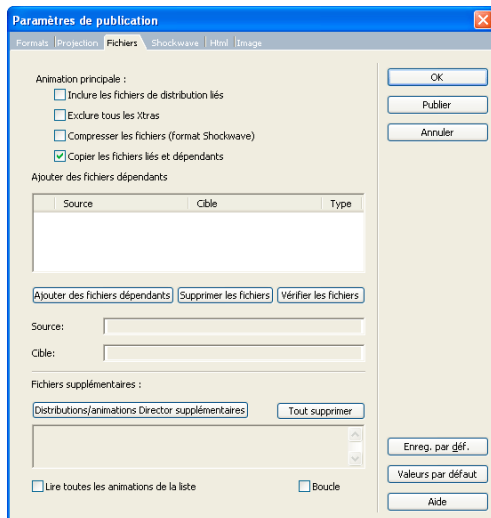 Paramètres de publication
Formats Projection Fichiers Shockwave Html Image
Animation principale :
Inclure les fichiers de distribution liés
Exclure tous les Xtras
Compresser les fichiers (format Shockwave)
Copier les fichiers liés et dépendants
OK
Publier
Annuler
Ajouter des fichiers dépendants
Source Cible Type
Ajouter des fichiers dépendants Supprimer les fichiers Vérifier les fichiers
Source:
Cible:
Fichiers supplémentaires :
Distributions/animations Director supplémentaires Tout supprimer
Lire toutes les animations de la liste Boucle
Enreg. par déf.
Valeurs par défaut
Aide